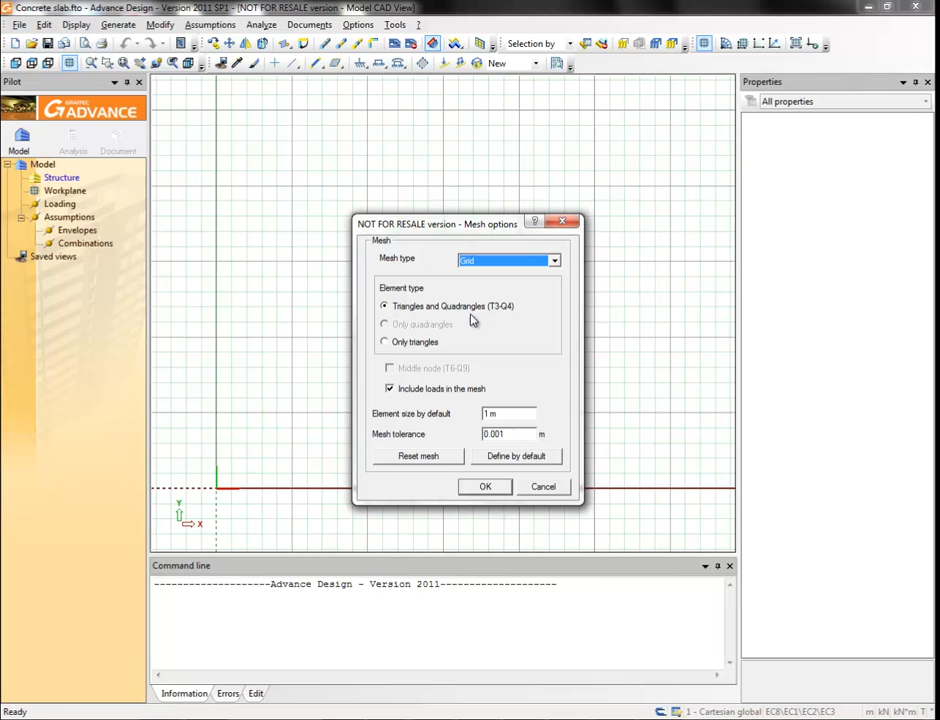 Concrete slab.fto - Advance Design - Version 2011 SP1 - [NOT FOR RESALE version - Model CAD View]
File Edit Display Generate Modify Assumptions Analyze Documents Options Tools ?
Selection by
New
Pilot
Properties
GRAITEC
ADVANCE
All properties
Model Analysis Document
Model
Structure
Workplane
Loading
Assumptions
Envelopes
Combinations
Saved views
NOT FOR RESALE version - Mesh options
Mesh
Mesh type Grid
Element type
Triangles and Quadrangles (T3-Q4)
Only quadrangles
Only triangles
Middle node (T6-Q9)
Include loads in the mesh
Element size by default 1 m
Mesh tolerance 0.001 m
Reset mesh Define by default
OK Cancel
Y
X
Command line
--------------------Advance Design - Version 2011--------------------
Information Errors Edit
Ready
1 - Cartesian global EC8\EC1\EC2\EC3 m kN kN*m T °